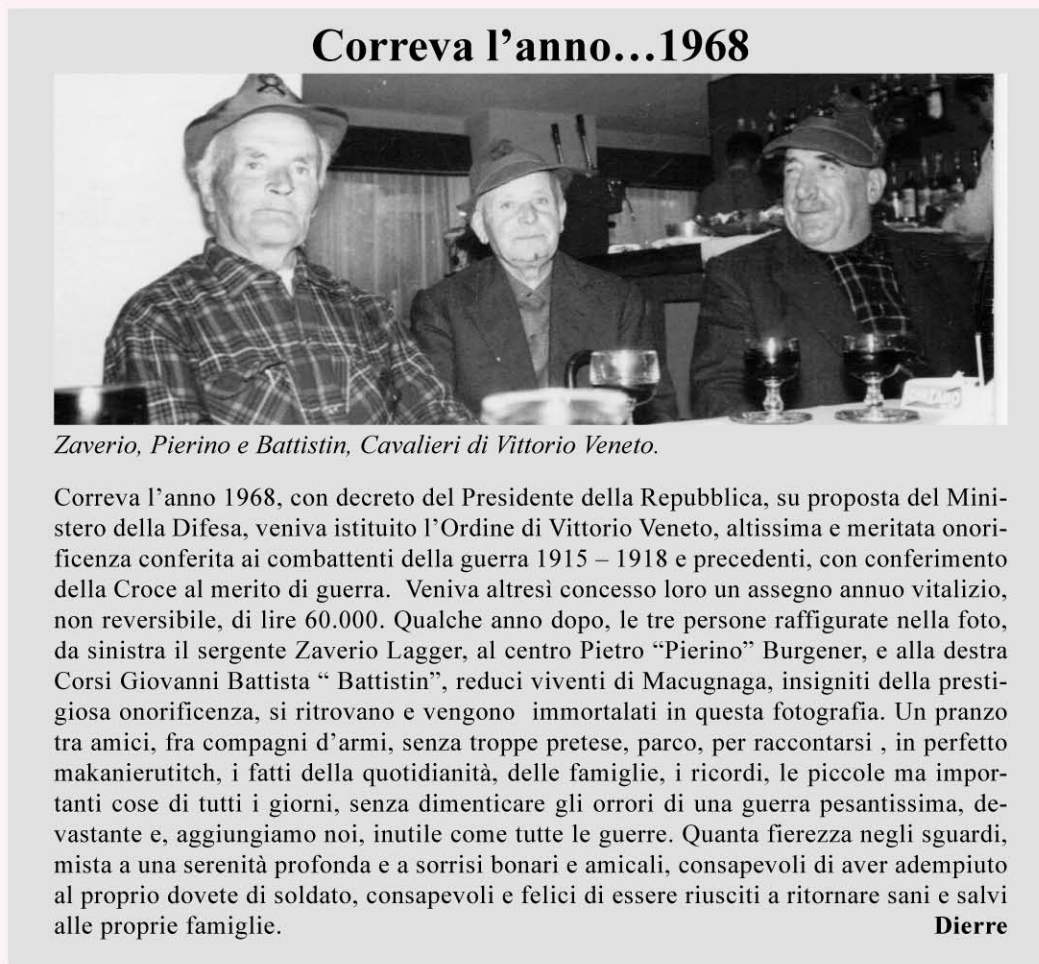 Correva l’anno…1968
Zaverio, Pierino e Battistin, Cavalieri di Vittorio Veneto.
Correva l’anno 1968, con decreto del Presidente della Repubblica, su proposta del Mini-
stero della Difesa, veniva istituito l’Ordine di Vittorio Veneto, altissima e meritata onori-
ficenza conferita ai combattenti della guerra 1915 – 1918 e precedenti, con conferimento
della Croce al merito di guerra.  Veniva altresì concesso loro un assegno annuo vitalizio,
non reversibile, di lire 60.000. Qualche anno dopo, le tre persone raffigurate nella foto,
da sinistra il sergente Zaverio Lagger, al centro Pietro “Pierino” Burgener, e alla destra
Corsi Giovanni Battista “ Battistin”, reduci viventi di Macugnaga, insigniti della presti-
giosa onorificenza, si ritrovano e vengono  immortalati in questa fotografia. Un pranzo
tra amici, fra compagni d’armi, senza troppe pretese, parco, per raccontarsi , in perfetto
makanierutitch, i fatti della quotidianità, delle famiglie, i ricordi, le piccole ma impor-
tanti cose di tutti i giorni, senza dimenticare gli orrori di una guerra pesantissima, de-
vastante e, aggiungiamo noi, inutile come tutte le guerre. Quanta fierezza negli sguardi,
mista a una serenità profonda e a sorrisi bonari e amicali, consapevoli di aver adempiuto
al proprio dovete di soldato, consapevoli e felici di essere riusciti a ritornare sani e salvi
alle proprie famiglie. Dierre